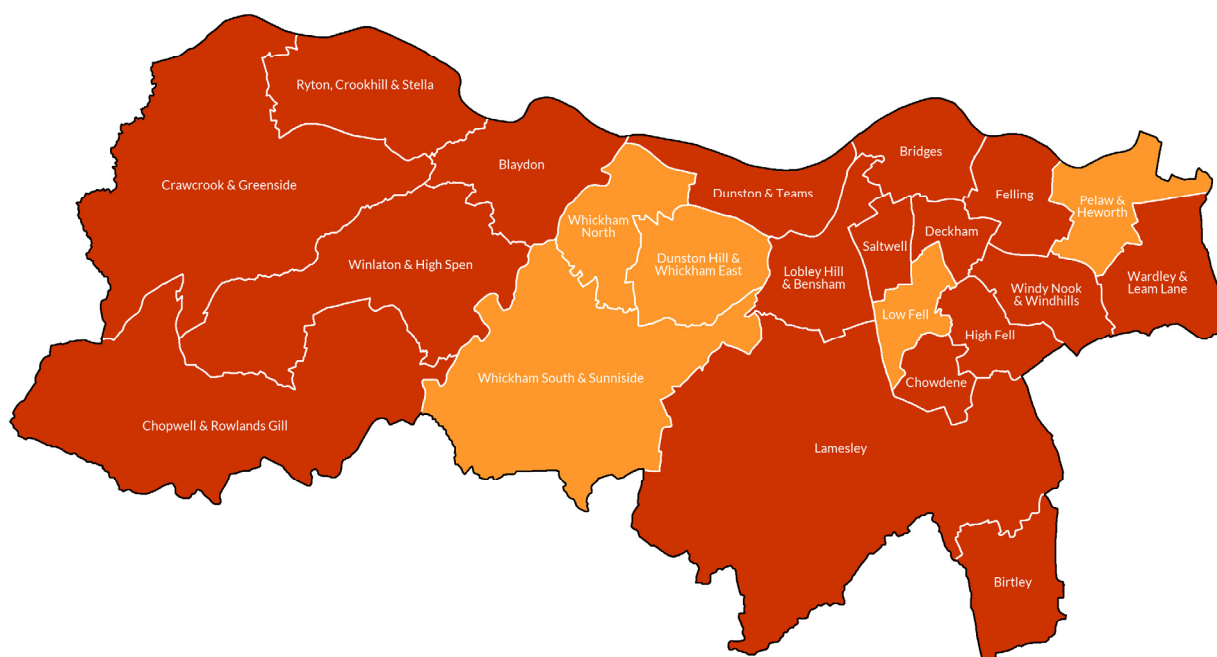 Ryton, Crookhill & Stella
Crawcrook & Greenside
Blaydon
Bridges
Dunston & Teams
Felling
Pelaw &
Heworth
Whickham
North
Saltwell
Deckham
Dunston Hill &
Whickham East
Winlaton & High Spen
Lobley Hill
& Bensham
Windy Nook
& Windhills
Wardley &
Leam Lane
Low Fell
High Fell
Whickham South & Sunniside
Chowdene
Chopwell & Rowlands Gill
Lamesley
Birtley